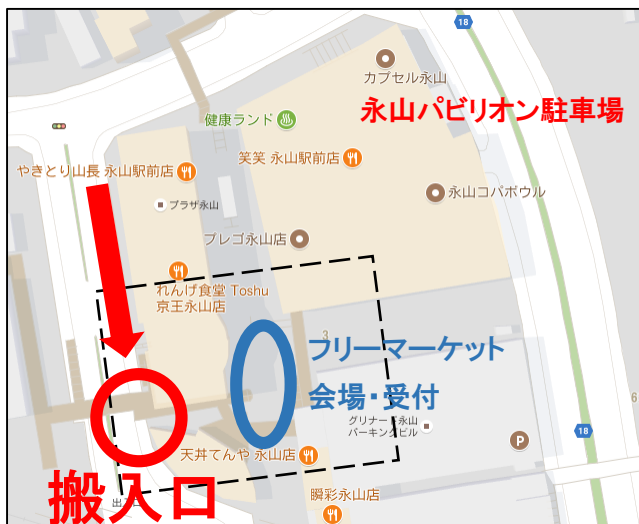 18
カプセル永山
永山パビリオン駐車場
健康ランド
笑笑 永山駅前店
やきとり山長 永山駅前店
永山コパボウル
プラザ永山
ブレゴ永山店
れんげ食堂 Toshu
京王永山店
3
フリーマーケット
会場・受付
6
グリナード永山
パーキングビル
18
P
天丼てんや 永山店
搬入口
瞬彩永山店